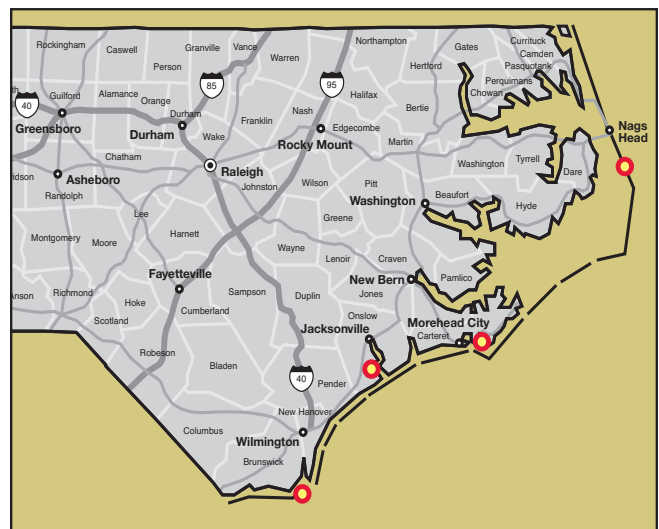 Rockingham
Caswell
Granville
Vance
Warren
Northampton
Gates
Currituck
Camden
Pasquotank
Person
Hertford
Perquimans
Chowan
85
95
40
Guilford
Alamance
Orange
Durham
Franklin
Nash
Halifax
Bertie
Greensboro
Durham
Wake
Edgecombe
Rocky Mount
Martin
Nags
Head
Chatham
Raleigh
Washington
Tyrrell
Dare
idson
Asheboro
Randolph
Johnston
Wilson
Pitt
Washington
Beaufort
Hyde
Lee
Greene
Montgomery
Moore
Harnett
Wayne
Lenoir
Craven
Fayetteville
New Bern
Pamlico
nson
Richmond
Hoke
Cumberland
Sampson
Duplin
Jones
Scotland
Onslow
Jacksonville
Morehead City
Carteret
Robeson
Bladen
40
Pender
New Hanover
Columbus
Wilmington
Brunswick